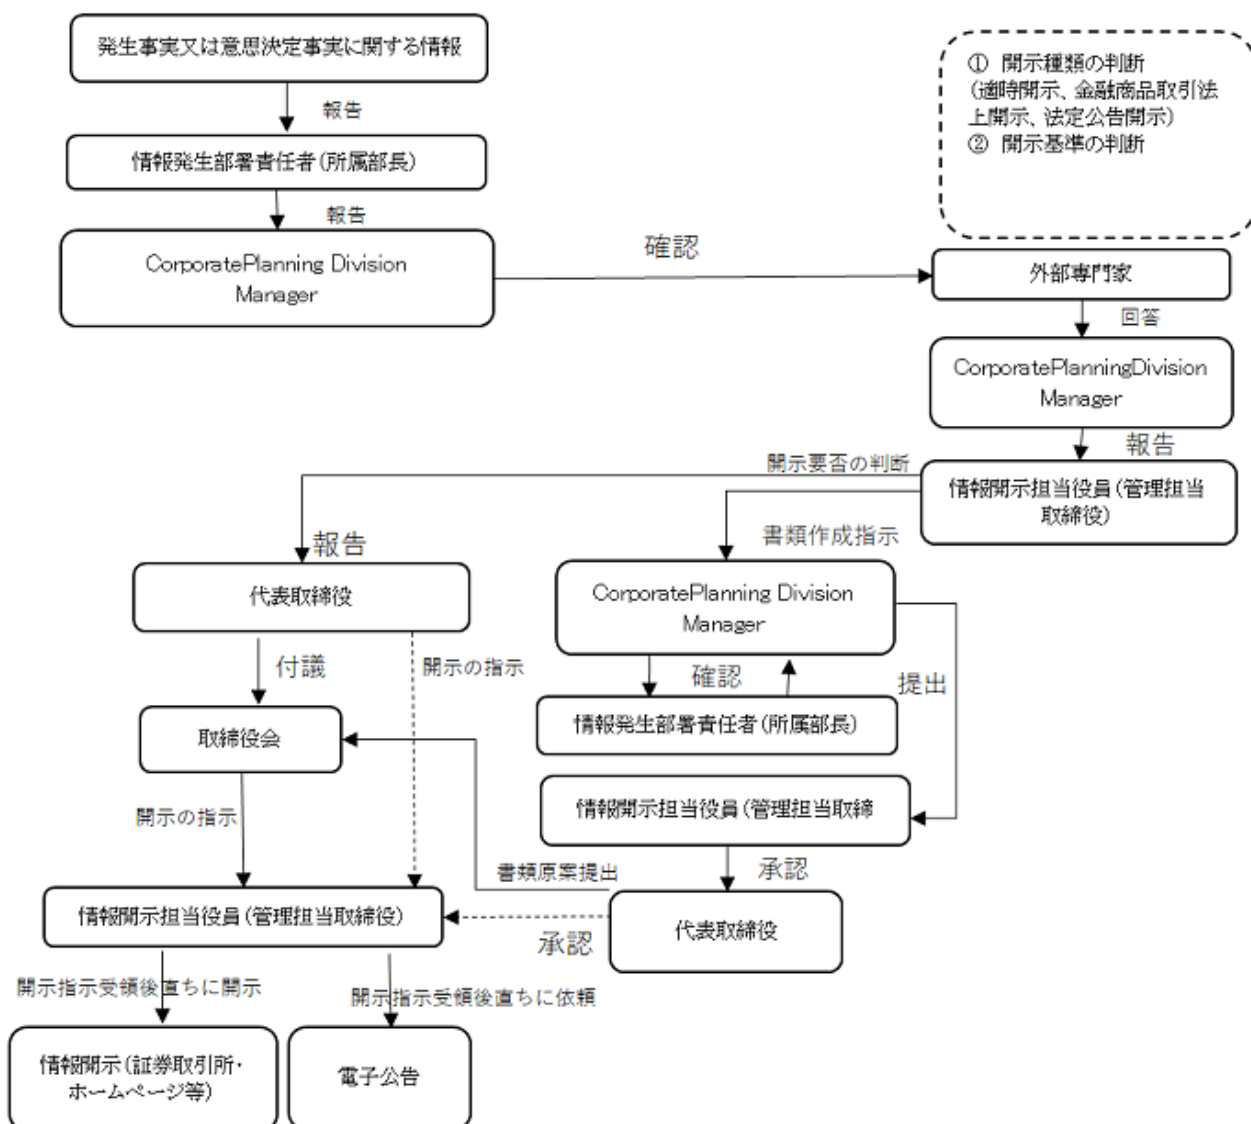 発生事実又は意思決定事実に関する情報
報告
情報発生部署責任者(所属部長)
報告
CorporatePlanning Division
Manager
確認
① 開示種類の判断
(適時開示、金融商品取引法
上開示、法定公告開示)
② 開示基準の判断
外部専門家
回答
CorporatePlanningDivision
Manager
報告
情報開示担当役員(管理担当
取締役)
開示要否の判断
書類作成指示
報告
代表取締役
付議
開示の指示
取締役会
開示の指示
CorporatePlanning Division
Manager
確認
提出
情報発生部署責任者(所属部長)
情報開示担当役員(管理担当取締
承認
書類原案提出
代表取締役
承認
情報開示担当役員(管理担当取締役)
開示指示受領後直ちに開示
開示指示受領後直ちに依頼
情報開示(証券取引所・
ホームページ等)
電子公告